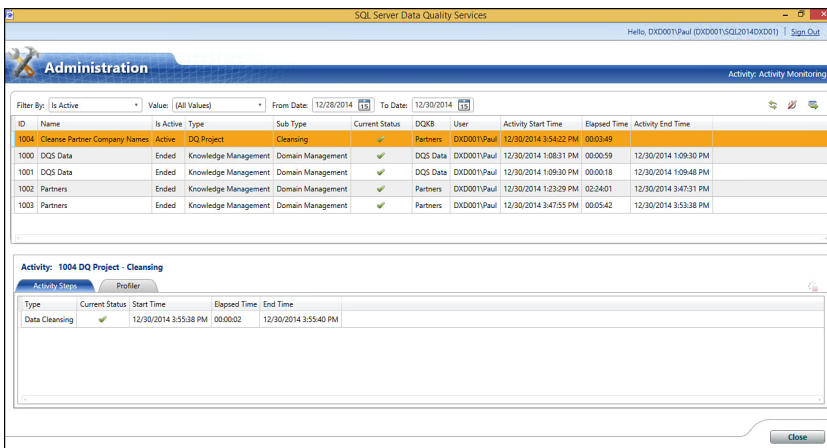 SQL Server Data Quality Services
Hello, DXD001\Paul (DXD001\SQL2014DXD01) | Sign Out
Administration
Activity: Activity Monitoring
Filter By: Is Active Value: (All Values) From Date: 12/28/2014 15 To Date: 12/30/2014 15
ID Name Is Active Type Sub Type Current Status DQKB User Activity Start Time Elapsed Time Activity End Time
1004 Cleanse Partner Company Names Active DQ Project Cleansing Partners DXD001\Paul 12/30/2014 3:54:22 PM 00:03:49
1000 DQS Data Ended Knowledge Management Domain Management DQS Data DXD001\Paul 12/30/2014 1:08:31 PM 00:00:59 12/30/2014 1:09:30 PM
1001 DQS Data Ended Knowledge Management Domain Management DQS Data DXD001\Paul 12/30/2014 1:09:30 PM 00:00:18 12/30/2014 1:09:48 PM
1002 Partners Ended Knowledge Management Domain Management Partners DXD001\Paul 12/30/2014 1:23:29 PM 02:24:01 12/30/2014 3:47:31 PM
1003 Partners Ended Knowledge Management Domain Management Partners DXD001\Paul 12/30/2014 3:47:55 PM 00:05:42 12/30/2014 3:53:38 PM
Activity: 1004 DQ Project - Cleansing
Activity Steps Profiler
Type Current Status Start Time Elapsed Time End Time
Data Cleansing 12/30/2014 3:55:38 PM 00:00:02 12/30/2014 3:55:40 PM
Close